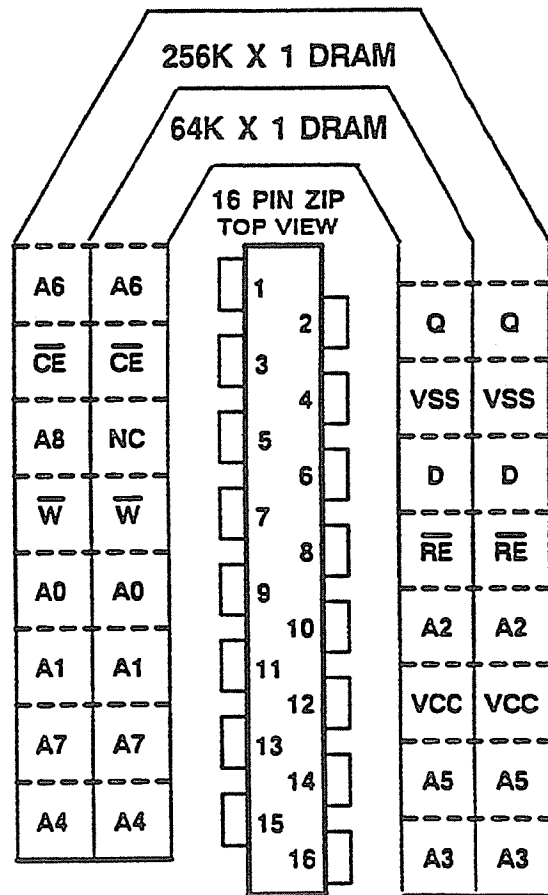 256K X 1 DRAM
64K X 1 DRAM
16 PIN ZIP
TOP VIEW
A6 A6 1
2 Q Q
C̅E̅ C̅E̅ 3
4 VSS VSS
A8 NC 5
6 D D
W̅ W̅ 7
8 R̅E̅ R̅E̅
A0 A0 9
10 A2 A2
A1 A1 11
12 VCC VCC
A7 A7 13
14 A5 A5
A4 A4 15
16 A3 A3